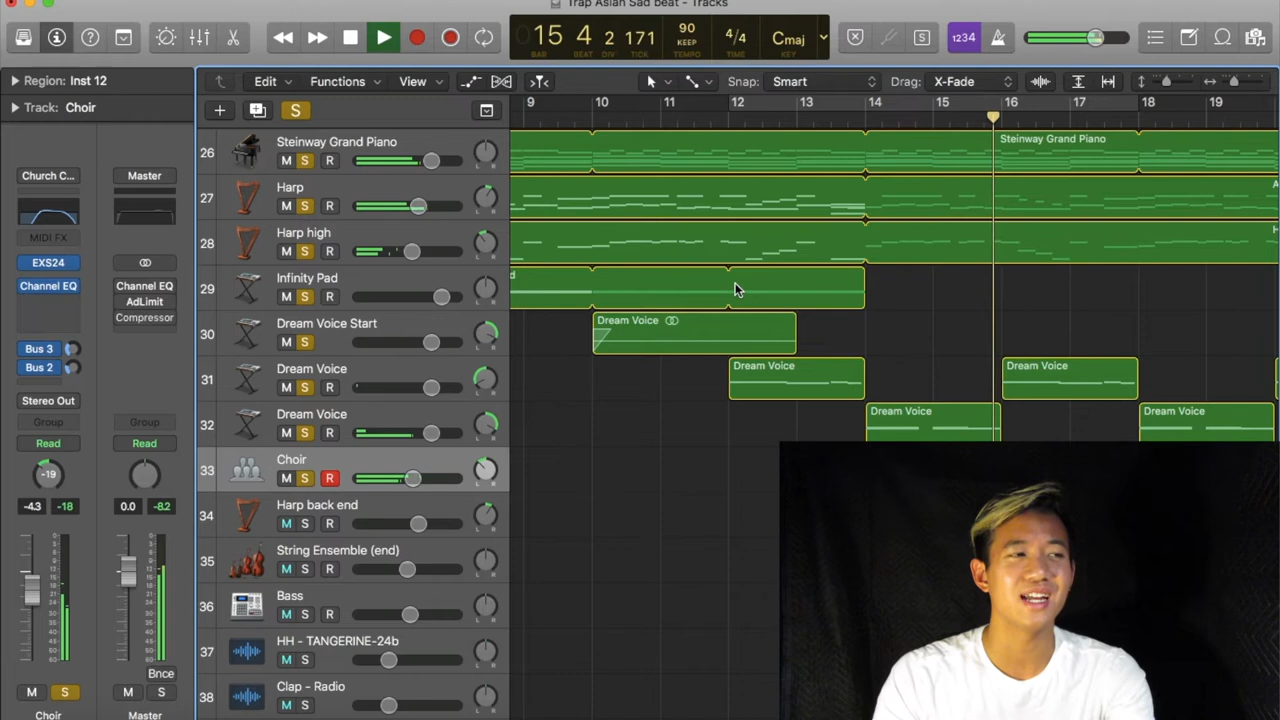 Trap Asian Sad beat - Tracks
15 4 2 171
BAR BEAT DIV TICK
90
KEEP
TEMPO
4/4
Cmaj
KEY
1234
Region: Inst 12
Track: Choir
Edit Functions View Snap: Smart Drag: X-Fade
S
9 10 11 12 13 14 15 16 17 18 19
Church C... Master
MIDI FX
EXS24
Channel EQ Channel EQ
AdLimit
Compressor
Bus 3
Bus 2
Stereo Out
Group Group
Read Read
-19
-4.3 -18 0.0 -8.2
Bnce
M S M S
Choir Master
26 Steinway Grand Piano
M S R
27 Harp
M S R
28 Harp high
M S R
29 Infinity Pad
M S R
30 Dream Voice Start
M S
31 Dream Voice
M S R
32 Dream Voice
M S R
33 Choir
M S R
34 Harp back end
M S R
35 String Ensemble (end)
M S R
36 Bass
M S R
37 HH - TANGERINE-24b
M S
38 Clap - Radio
M S
Steinway Grand Piano
Dream Voice
Dream Voice
Dream Voice
Dream Voice
Dream Voice